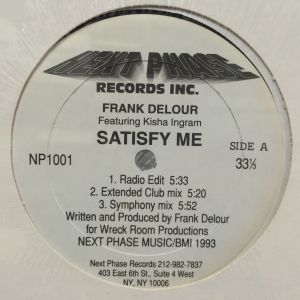 NEXT PHASE
RECORDS INC.
FRANK DELOUR
Featuring Kisha Ingram
SATISFY ME
NP1001
SIDE A
33⅓
1. Radio Edit 5:33
2. Extended Club mix 5:20
3. Symphony mix 5:52
Written and Produced by Frank Delour
for Wreck Room Productions
NEXT PHASE MUSIC/BMI 1993
Next Phase Records 212-982-7837
403 East 6th St., Suite 4 West
NY, NY 10006